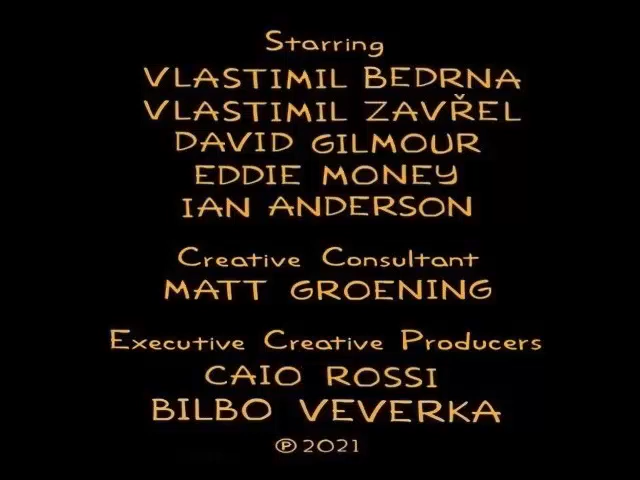 Starring
VLASTIMIL BEDRNA
VLASTIMIL ZAVŘEL
DAVID GILMOUR
EDDIE MONEY
IAN ANDERSON
Creative Consultant
MATT GROENING
Executive Creative Producers
CAIO ROSSI
BILBO VEVERKA
℗ 2021